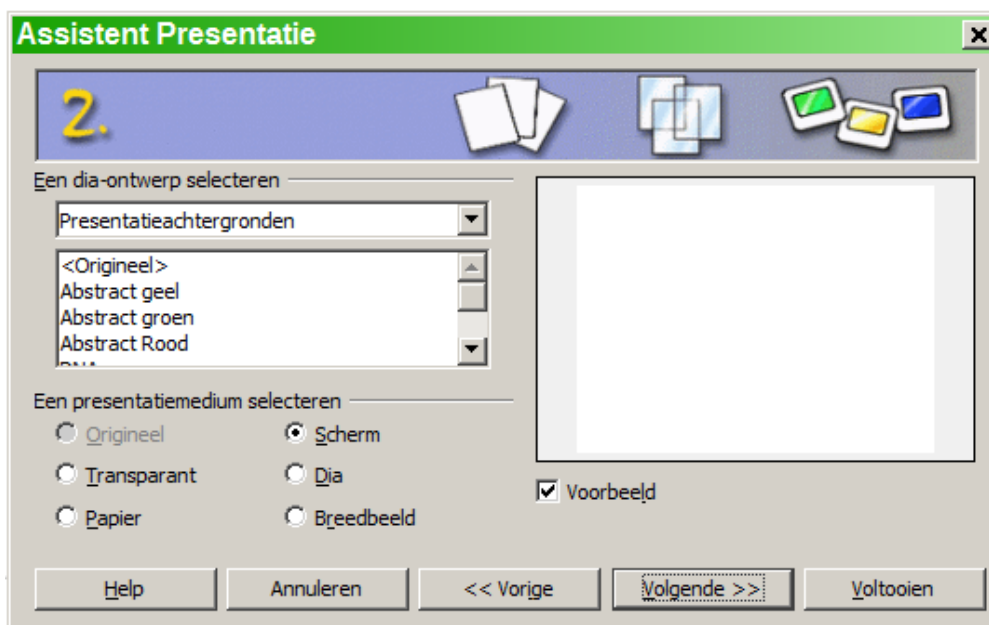 Assistent Presentatie
2.
Een dia-ontwerp selecteren
Presentatieachtergronden
<Origineel>
Abstract geel
Abstract groen
Abstract Rood
Een presentatiemedium selecteren
Origineel
Scherm
Transparant
Dia
Papier
Breedbeeld
Voorbeeld
Help
Annuleren
<< Vorige
Volgende >>
Voltooien